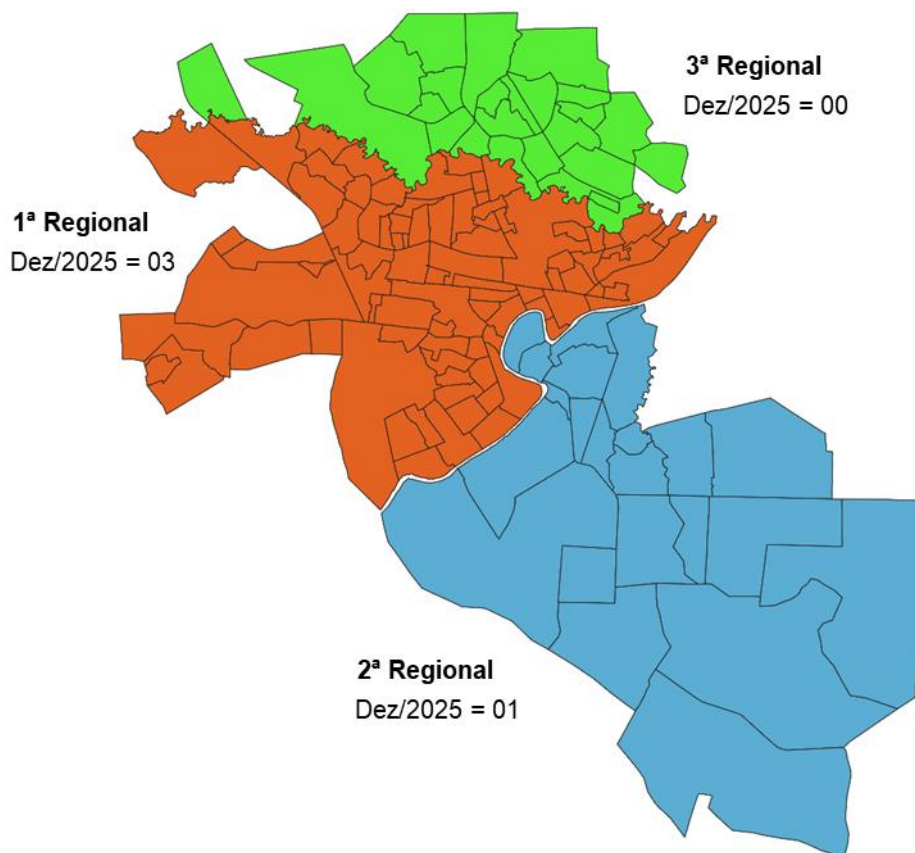 3ª Regional
Dez/2025 = 00
1ª Regional
Dez/2025 = 03
2ª Regional
Dez/2025 = 01